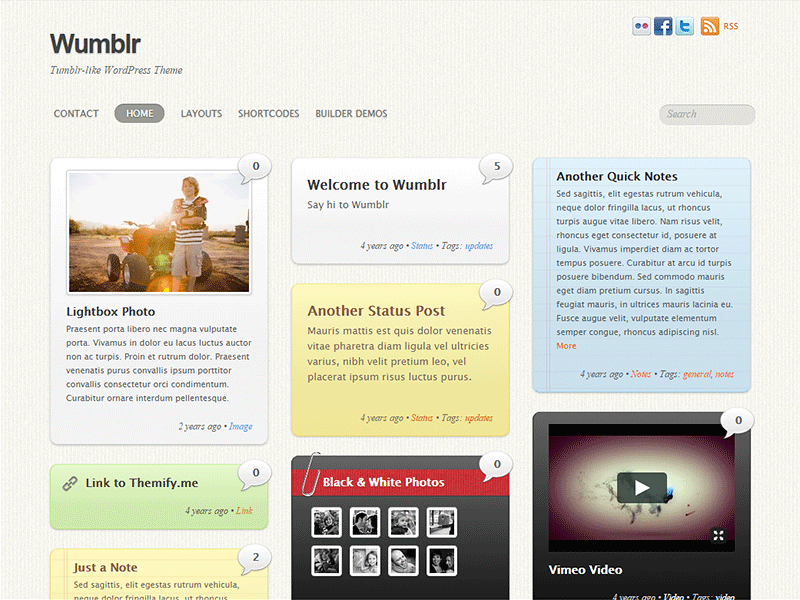 RSS
Wumblr
Tumblr-like WordPress Theme
CONTACT HOME LAYOUTS SHORTCODES BUILDER DEMOS Search
0
Lightbox Photo
Praesent porta libero nec magna vulputate
porta. Vivamus in dolor eu lacus luctus auctor
non ac turpis. Proin et rutrum dolor. Praesent
venenatis purus convallis ipsum porttitor
convallis consectetur orci condimentum.
Curabitur ornare interdum pellentesque.
2 years ago • Image
0
Link to Themify.me
4 years ago • Link
2
Just a Note
Sed sagittis, elit egestas rutrum vehicula,
neque dolor fringilla lacus, ut rhoncus
5
Welcome to Wumblr
Say hi to Wumblr
4 years ago • Status • Tags: updates
0
Another Status Post
Mauris mattis est quis dolor venenatis
vitae pharetra diam ligula vel ultricies
varius, nibh velit pretium leo, vel
placerat ipsum risus luctus purus.
4 years ago • Status • Tags: updates
0
Black & White Photos
Another Quick Notes
Sed sagittis, elit egestas rutrum vehicula,
neque dolor fringilla lacus, ut rhoncus
turpis augue vitae libero. Nam risus velit,
rhoncus eget consectetur id, posuere at
ligula. Vivamus imperdiet diam ac tortor
tempus posuere. Curabitur at arcu id turpis
posuere bibendum. Sed commodo mauris
eget diam pretium cursus. In sagittis
feugiat mauris, in ultrices mauris lacinia eu.
Fusce augue velit, vulputate elementum
semper congue, rhoncus adipiscing nisl.
More
4 years ago • Notes • Tags: general, notes
0
Vimeo Video
4 years ago • Video • Tags: video